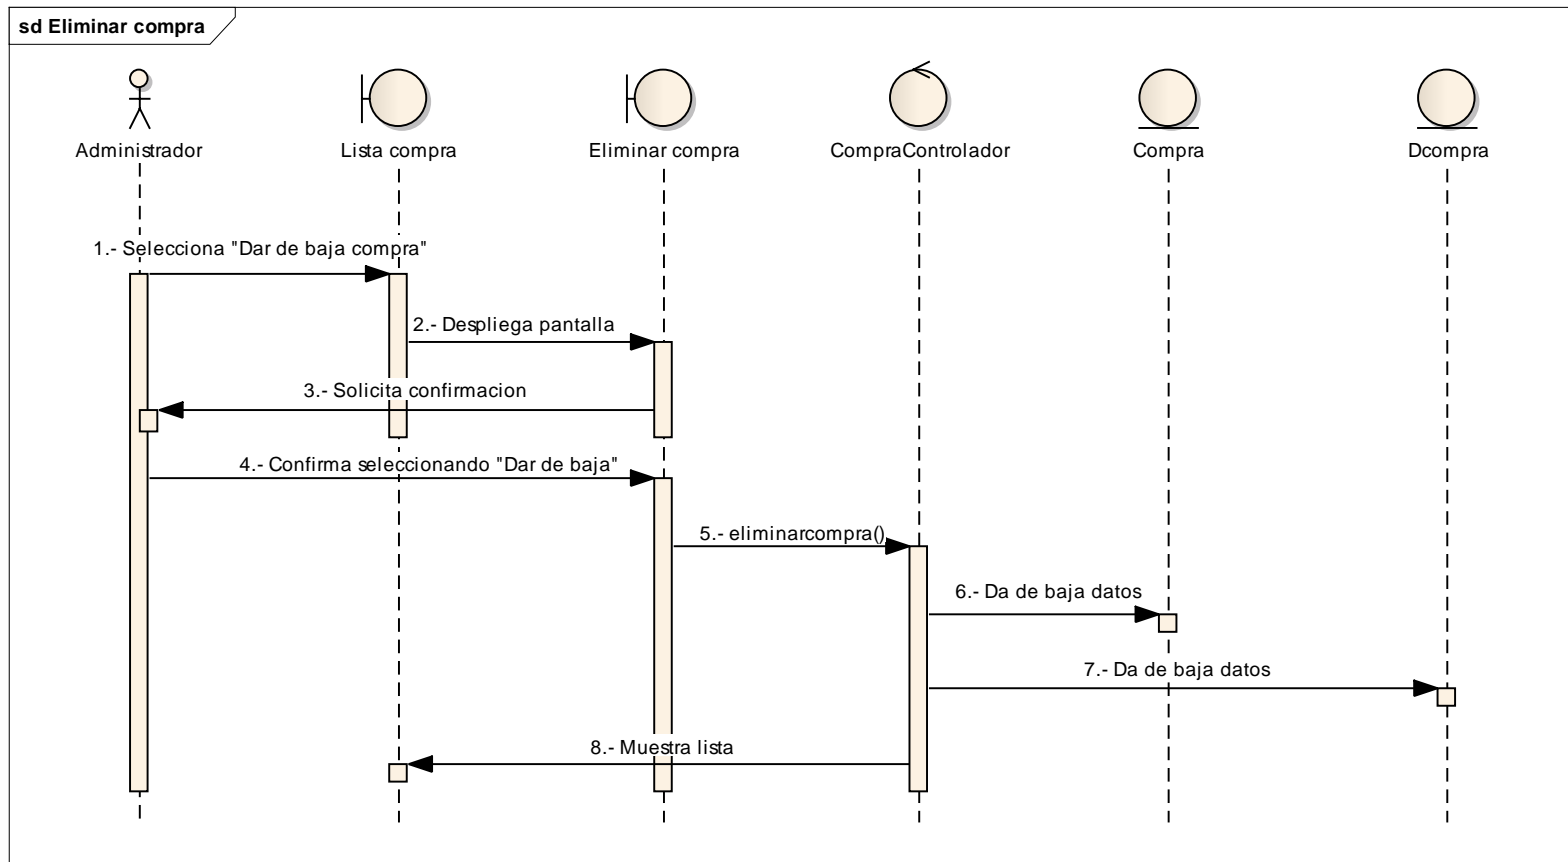 sd Eliminar compra
Administrador
Lista compra
Eliminar compra
CompraControlador
Compra
Dcompra
1.- Selecciona "Dar de baja compra"
2.- Despliega pantalla
3.- Solicita confirmacion
4.- Confirma seleccionando "Dar de baja"
5.- eliminarcompra()
6.- Da de baja datos
7.- Da de baja datos
8.- Muestra lista